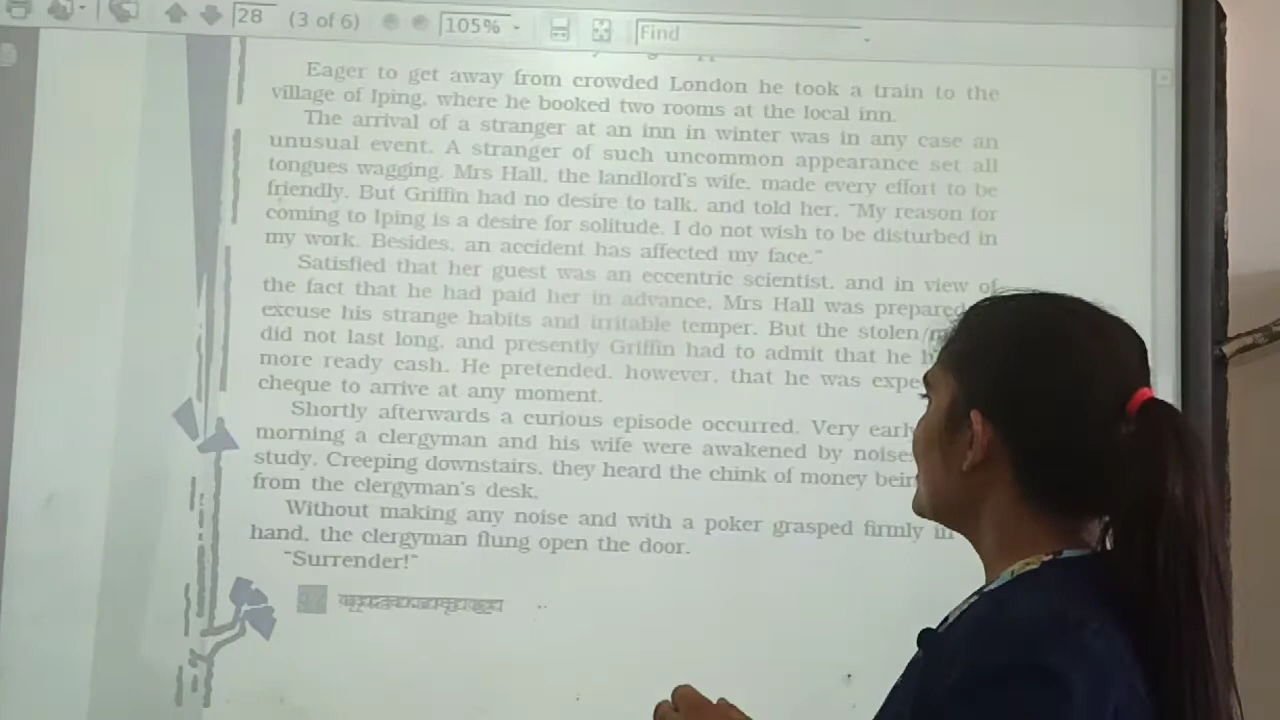 28 (3 of 6) 105% Find
Eager to get away from crowded London he took a train to the
village of Iping, where he booked two rooms at the local inn.
The arrival of a stranger at an inn in winter was in any case an
unusual event. A stranger of such uncommon appearance set all
tongues wagging. Mrs Hall, the landlord's wife, made every effort to be
friendly. But Griffin had no desire to talk, and told her, "My reason for
coming to Iping is a desire for solitude. I do not wish to be disturbed in
my work. Besides, an accident has affected my face."
Satisfied that her guest was an eccentric scientist, and in view of
the fact that he had paid her in advance, Mrs Hall was prepared
excuse his strange habits and irritable temper. But the stolen
did not last long, and presently Griffin had to admit that he
more ready cash. He pretended, however, that he was
cheque to arrive at any moment.
Shortly afterwards a curious episode occurred. Very
morning a clergyman and his wife were awakened by
study. Creeping downstairs, they heard the chink of money
from the clergyman's desk.
Without making any noise and with a poker grasped firmly
hand, the clergyman flung open the door.
"Surrender!"